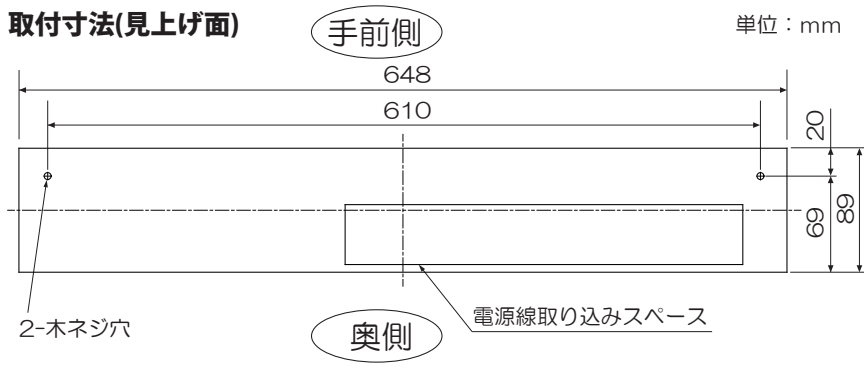 取付寸法(見上げ面)
手前側
単位：mm
648
610
20
69
89
2-木ネジ穴
奥側
電源線取り込みスペース